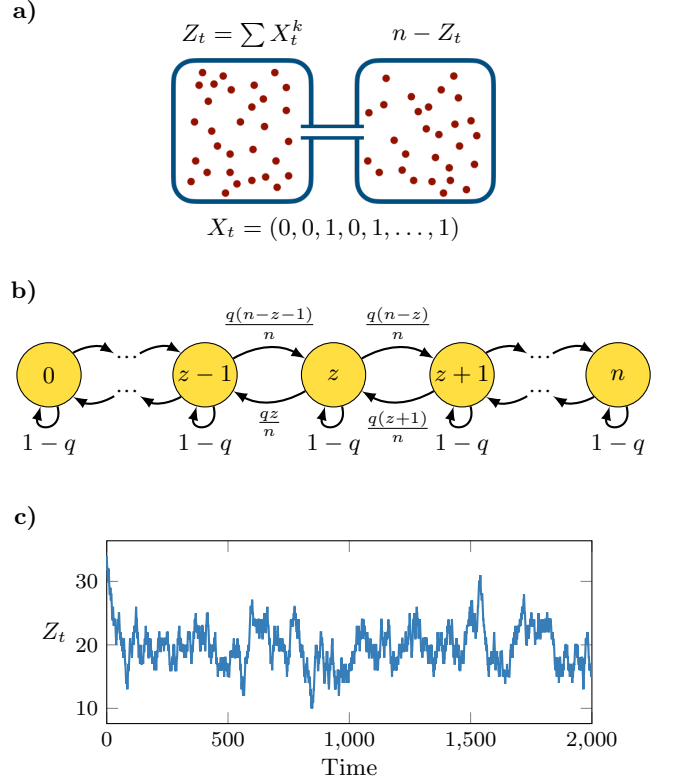 a)
Z_t = ∑ X_t^k
n − Z_t
X_t = (0, 0, 1, 0, 1, . . . , 1)
b)
q(n−z−1)/n
q(n−z)/n
0 ... z − 1 z z + 1 ... n
... ...
qz/n
q(z+1)/n
1 − q 1 − q 1 − q 1 − q 1 − q
c)
30
Z_t 20
10
0 500 1,000 1,500 2,000
Time